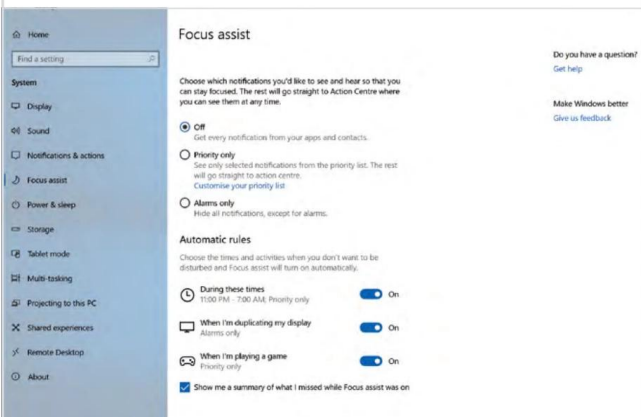 Home
Find a setting
System
Display
Sound
Notifications & actions
Focus assist
Power & sleep
Storage
Tablet mode
Multi-tasking
Projecting to this PC
Shared experiences
Remote Desktop
About
Focus assist
Choose which notifications you'd like to see and hear so that you
can stay focused. The rest will go straight to Action Centre where
you can see them at any time.
Off
Get every notification from your apps and contacts.
Priority only
See only selected notifications from the priority list. The rest
will go straight to action centre.
Customise your priority list
Alarms only
Hide all notifications, except for alarms.
Automatic rules
Choose the times and activities when you don't want to be
disturbed and Focus assist will turn on automatically.
During these times
11:00 PM - 7:00 AM; Priority only
On
When I'm duplicating my display
Alarms only
On
When I'm playing a game
Priority only
On
Show me a summary of what I missed while Focus assist was on
Do you have a question?
Get help
Make Windows better
Give us feedback